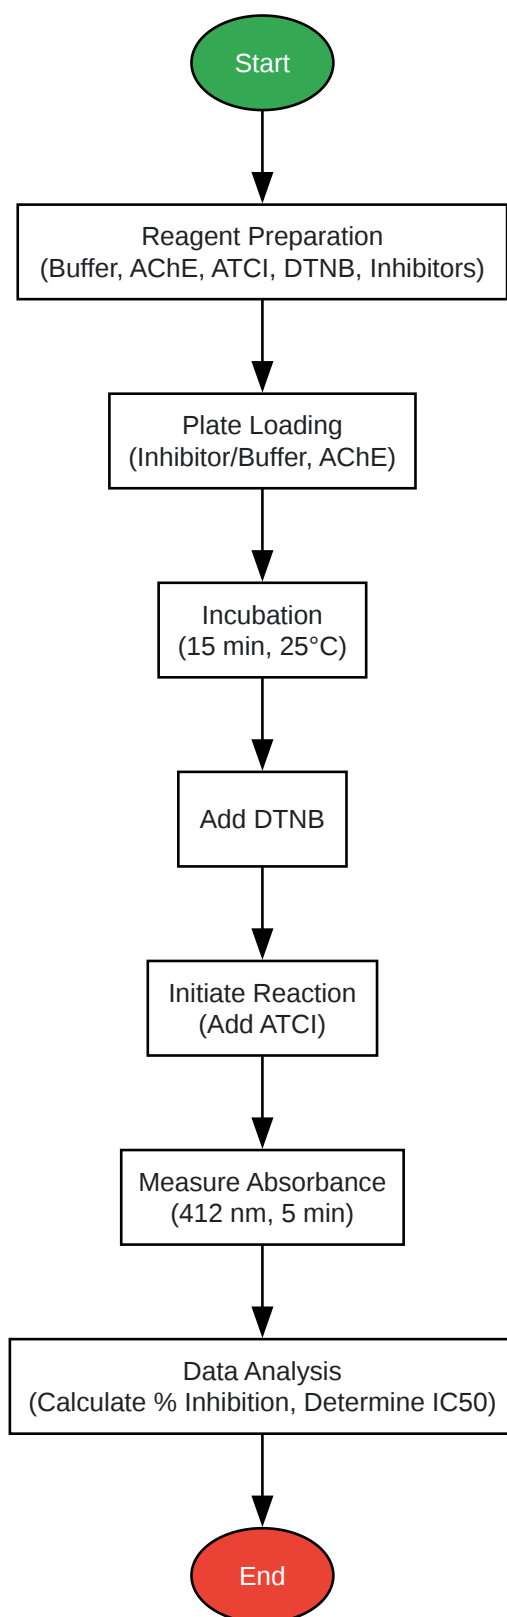 Start
Reagent Preparation
(Buffer, AChE, ATCI, DTNB, Inhibitors)
Plate Loading
(Inhibitor/Buffer, AChE)
Incubation
(15 min, 25°C)
Add DTNB
Initiate Reaction
(Add ATCI)
Measure Absorbance
(412 nm, 5 min)
Data Analysis
(Calculate % Inhibition, Determine IC50)
End